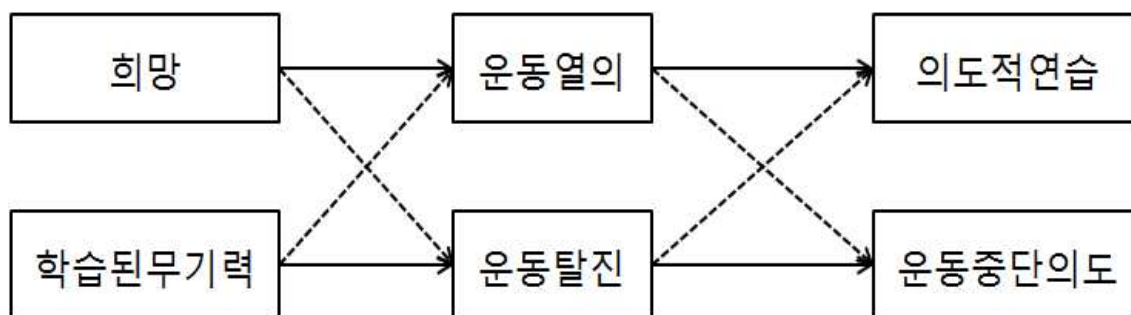 희망
운동열의
의도적연습
학습된무기력
운동탈진
운동중단의도